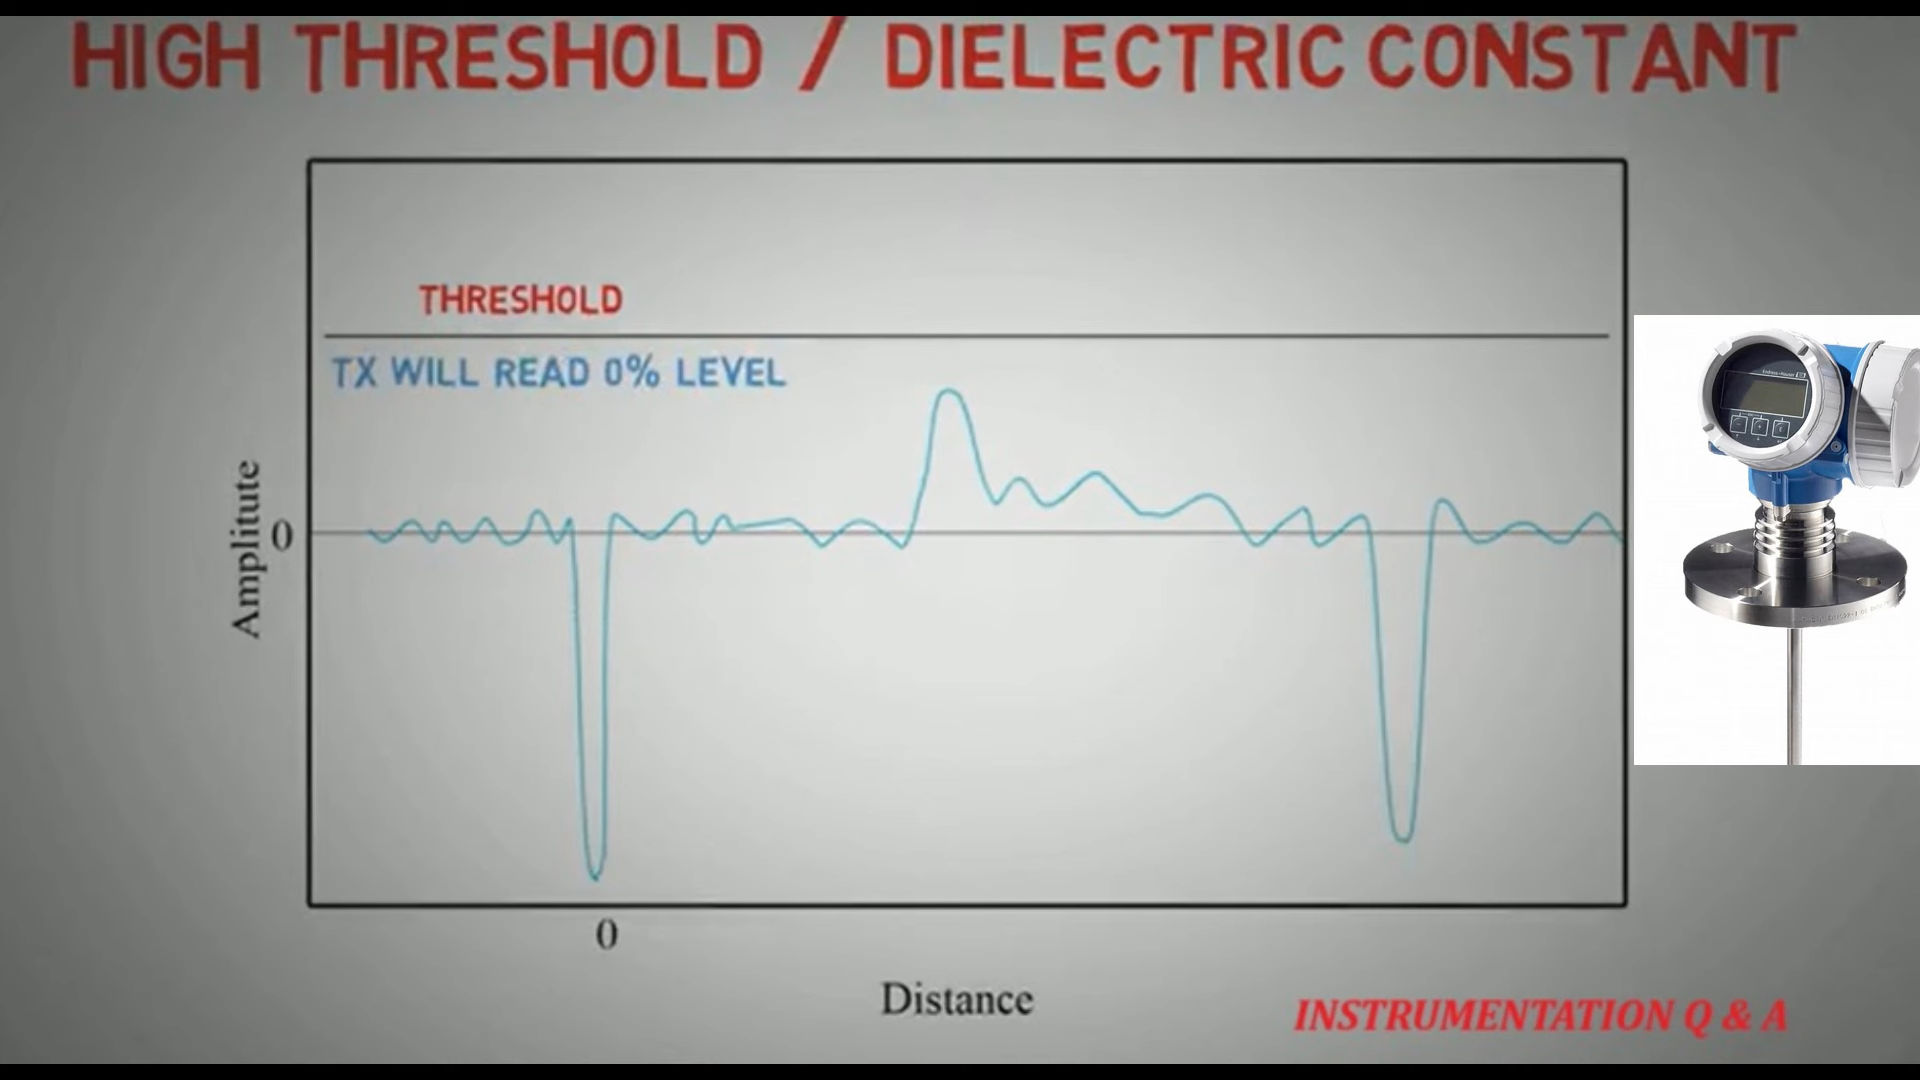 HIGH THRESHOLD / DIELECTRIC CONSTANT
THRESHOLD
TX WILL READ 0% LEVEL
Amplitute
0
0
Distance
INSTRUMENTATION Q & A